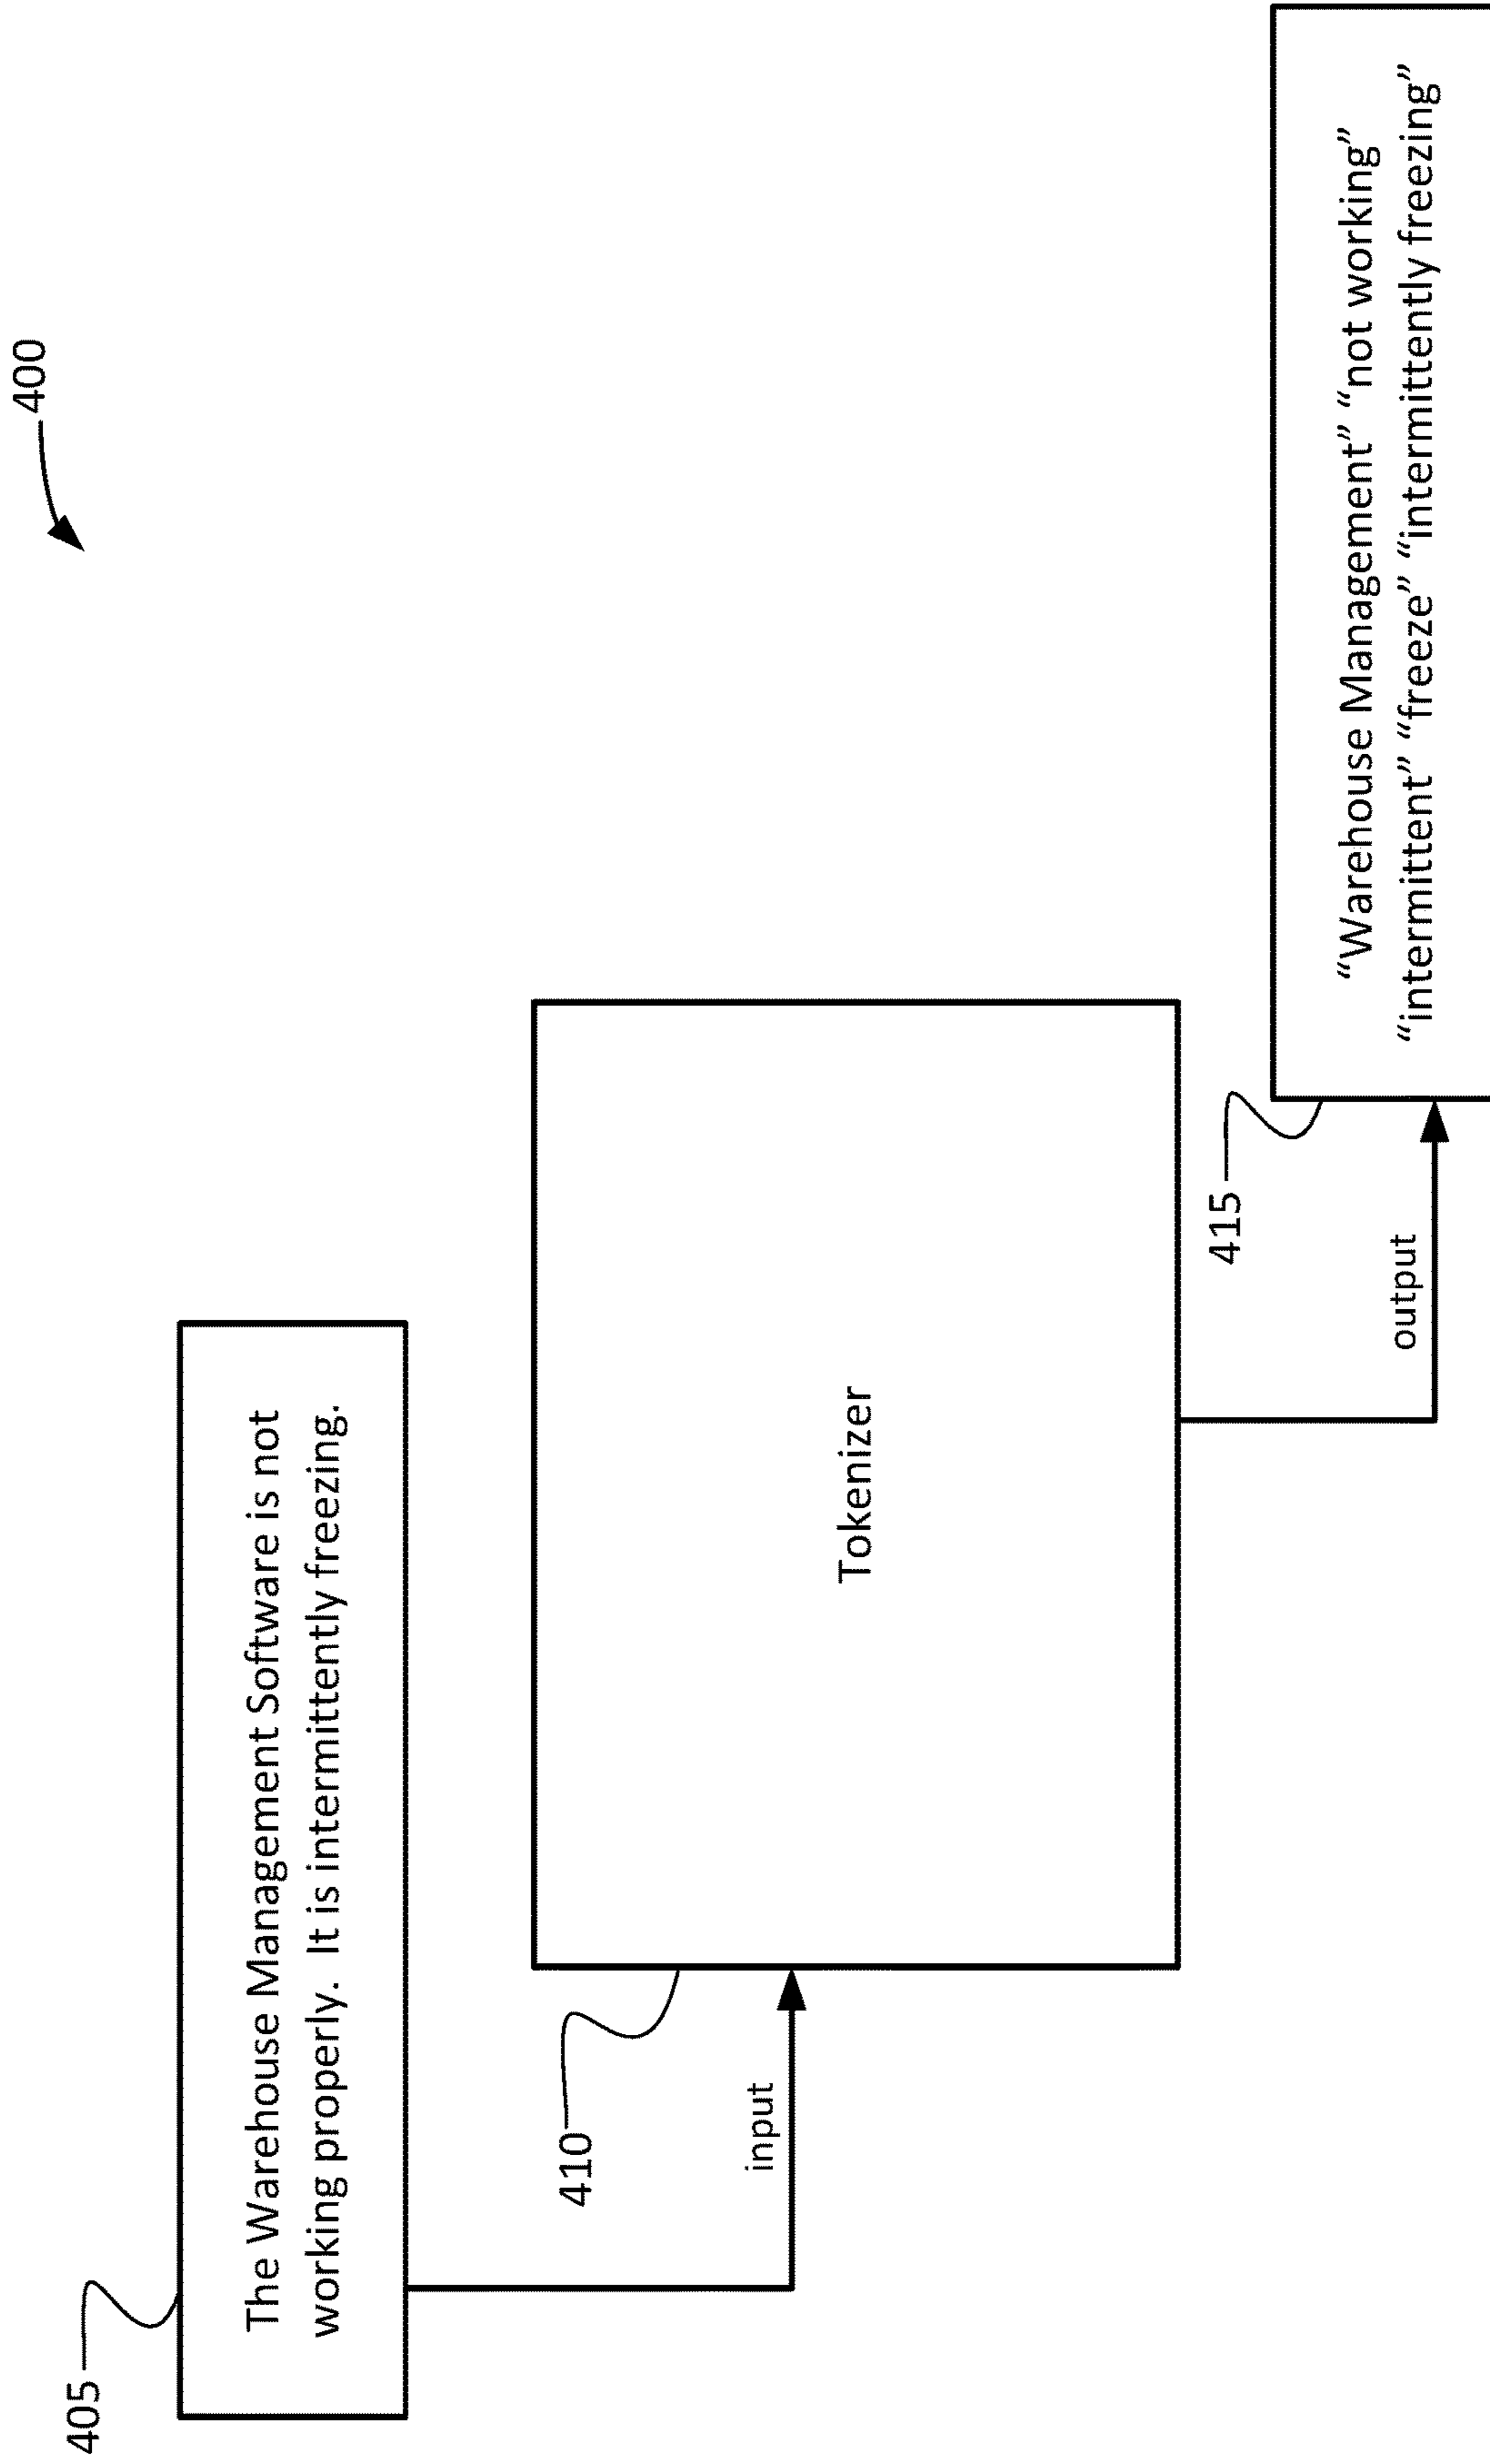 400
405
The Warehouse Management Software is not
working properly. It is intermittently freezing.
410
input
Tokenizer
415
output
“Warehouse Management” “not working”
“intermittent” “freeze” “intermittently freezing”